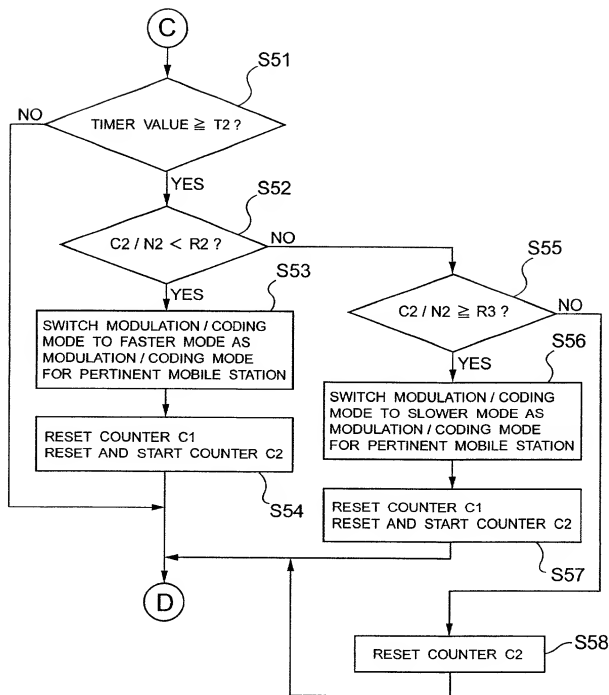 C
S51
TIMER VALUE ≧ T2 ?
NO
YES
S52
C2 / N2 < R2 ?
NO
YES
S53
SWITCH MODULATION / CODING
MODE TO FASTER MODE AS
MODULATION / CODING MODE
FOR PERTINENT MOBILE STATION
RESET COUNTER C1
RESET AND START COUNTER C2
S54
S55
C2 / N2 ≧ R3 ?
NO
YES
S56
SWITCH MODULATION / CODING
MODE TO SLOWER MODE AS
MODULATION / CODING MODE
FOR PERTINENT MOBILE STATION
RESET COUNTER C1
RESET AND START COUNTER C2
S57
D
RESET COUNTER C2
S58